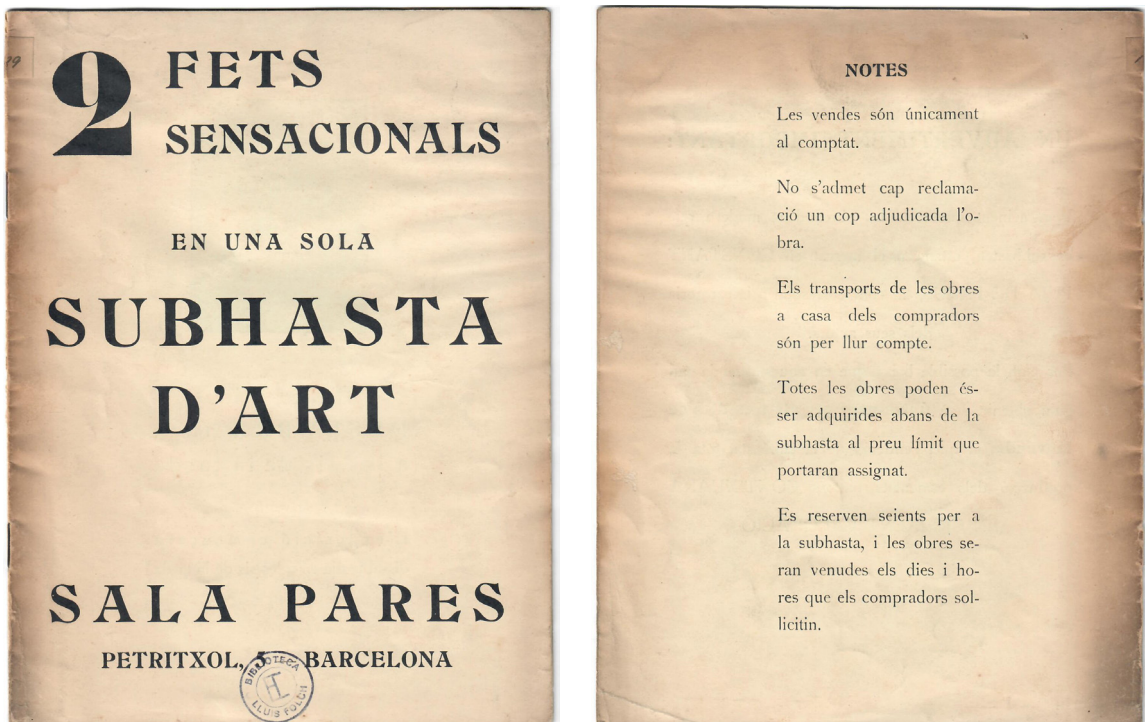 19
2 FETS
SENSACIONALS
EN UNA SOLA
SUBHASTA
D'ART
SALA PARES
PETRITXOL, 5 BARCELONA
BIBLIOTECA
LLUIS FOLCH
NOTES
Les vendes són únicament
al comptat.
No s'admet cap reclama-
ció un cop adjudicada l'o-
bra.
Els transports de les obres
a casa dels compradors
són per llur compte.
Totes les obres poden és-
ser adquirides abans de la
subhasta al preu límit que
portaran assignat.
Es reserven seients per a
la subhasta, i les obres se-
ran venudes els dies i ho-
res que els compradors sol-
licitin.